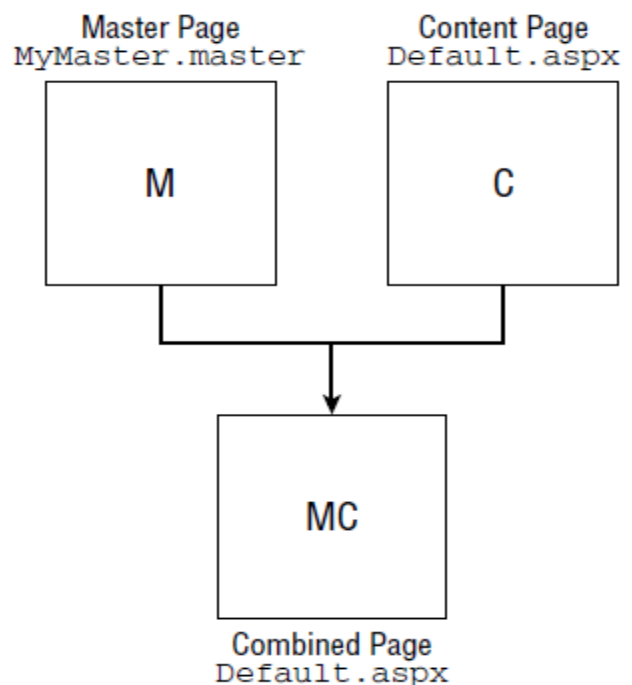 Master Page
MyMaster.master
Content Page
Default.aspx
M
C
MC
Combined Page
Default.aspx